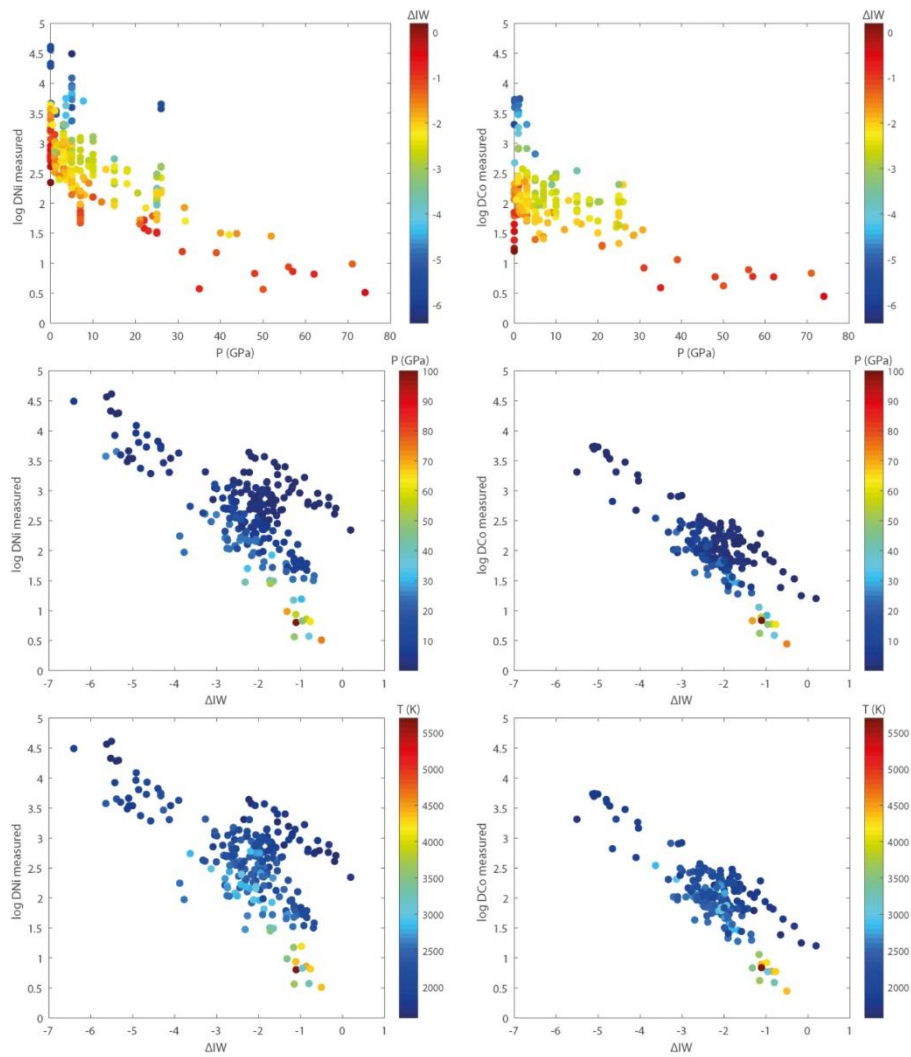 ΔIW ΔIW
5 5
4.5 0 4.5 0
4 4
-1 -1
3.5 3.5
log DNi measured log DCo measured
3 -2 3 -2
2.5 2.5
-3 -3
2 2
1.5 -4 1.5 -4
1 1
-5 -5
0.5 0.5
-6 -6
0 0
0 10 20 30 40 50 60 70 80 0 10 20 30 40 50 60 70 80
P (GPa) P (GPa)
P (GPa) P (GPa)
5 100 5 100
4.5 90 4.5 90
4 80 4 80
3.5 70 3.5 70
log DNi measured log DCo measured
3 60 3 60
2.5 50 2.5 50
2 40 2 40
1.5 30 1.5 30
1 20 1 20
0.5 10 0.5 10
0 0
-7 -6 -5 -4 -3 -2 -1 0 1 -7 -6 -5 -4 -3 -2 -1 0 1
ΔIW ΔIW
T (K) T (K)
5 5
5500 5500
4.5 4.5
4 5000 4 5000
3.5 4500 3.5 4500
log DNi measured log DCo measured
3 3
4000 4000
2.5 2.5
3500 3500
2 2
1.5 3000 1.5 3000
1 2500 1 2500
0.5 2000 0.5 2000
0 0
-7 -6 -5 -4 -3 -2 -1 0 1 -7 -6 -5 -4 -3 -2 -1 0 1
ΔIW ΔIW